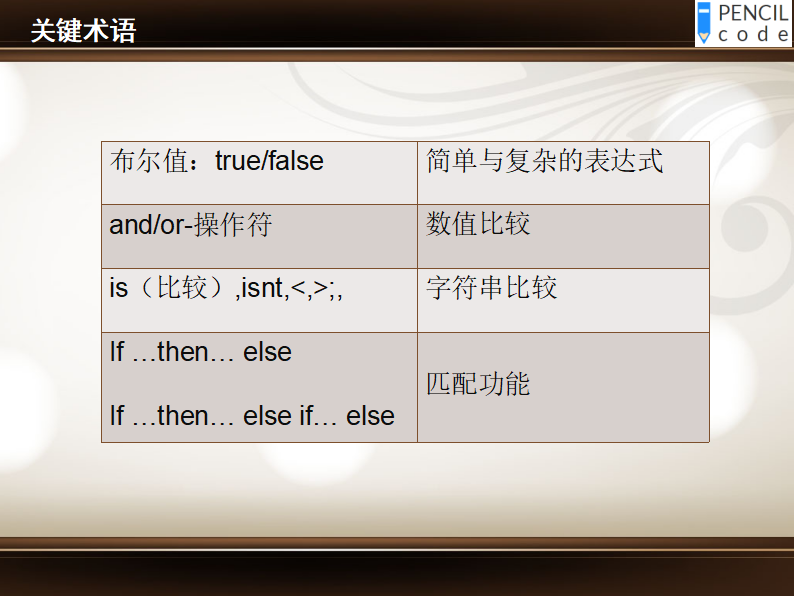 关键术语
PENCIL
code
布尔值：true/false
简单与复杂的表达式
and/or-操作符
数值比较
is（比较）,isnt,<,>;,
字符串比较
If …then… else
If …then… else if… else
匹配功能